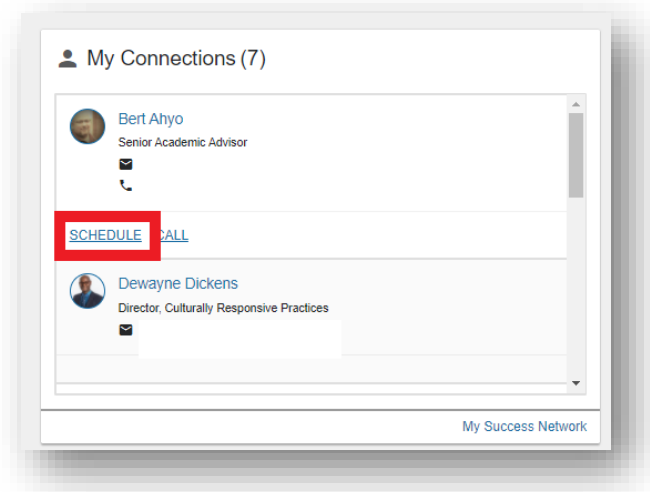 My Connections (7)
Bert Ahyo
Senior Academic Advisor
SCHEDULE CALL
Dewayne Dickens
Director, Culturally Responsive Practices
My Success Network